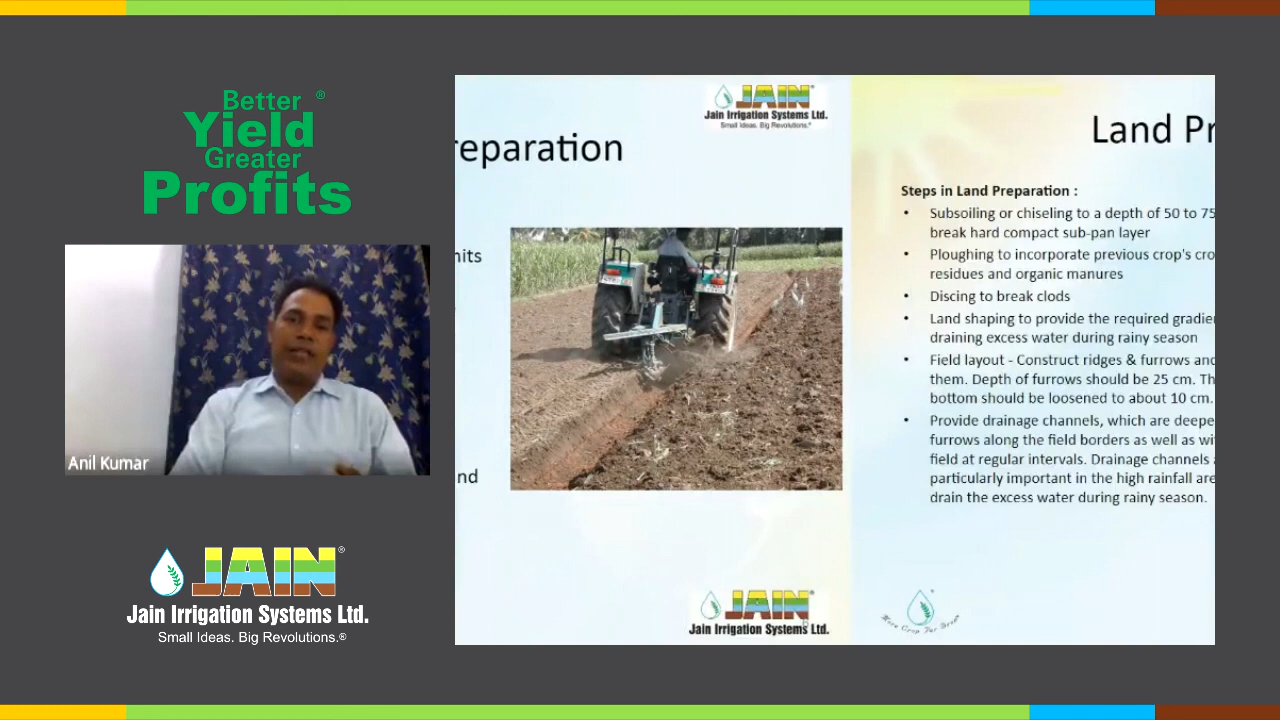 Better ®
Yield
Greater
Profits
Anil Kumar
JAIN®
Jain Irrigation Systems Ltd.
Small Ideas. Big Revolutions.®
JAIN®
Jain Irrigation Systems Ltd.
Small Ideas. Big Revolutions.®
reparation
nits
nd
JAIN®
Jain Irrigation Systems Ltd.
Land Pr
Steps in Land Preparation :
• Subsoiling or chiseling to a depth of 50 to 75
break hard compact sub-pan layer
• Ploughing to incorporate previous crop's cro
residues and organic manures
• Discing to break clods
• Land shaping to provide the required gradie
draining excess water during rainy season
• Field layout - Construct ridges & furrows and
them. Depth of furrows should be 25 cm. Th
bottom should be loosened to about 10 cm.
• Provide drainage channels, which are deepe
furrows along the field borders as well as wi
field at regular intervals. Drainage channels
particularly important in the high rainfall are
drain the excess water during rainy season.
More Crop Per Drop